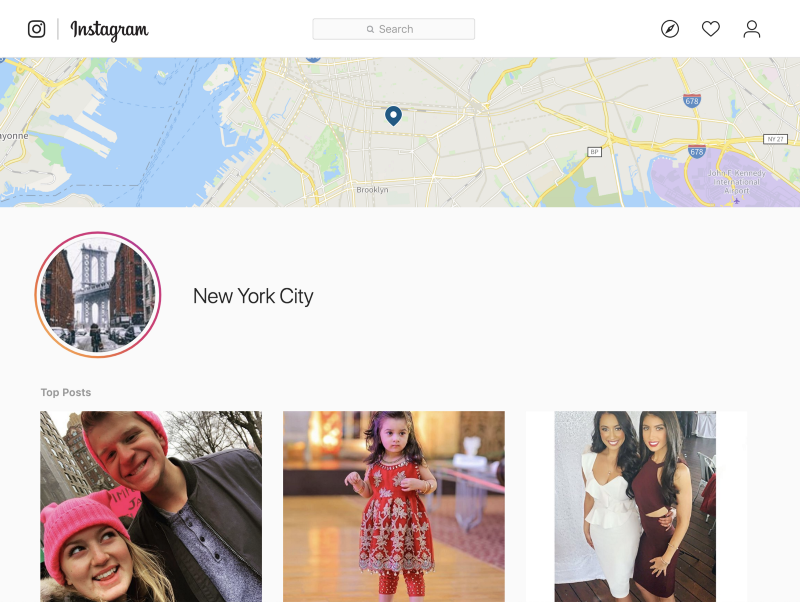 Instagram
Search
678
NY 27
BP
678
John F. Kennedy
International
Airport
ayonne
Brooklyn
New York City
Top Posts